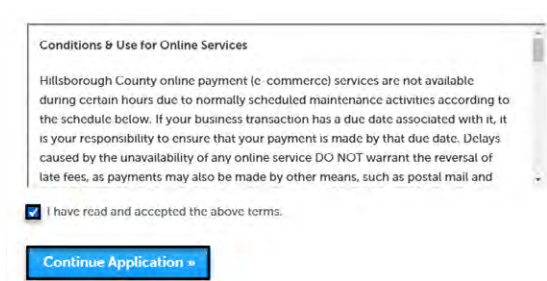 Conditions & Use for Online Services
Hillsborough County online payment (e-commerce) services are not available
during certain hours due to normally scheduled maintenance activities according to
the schedule below. If your business transaction has a due date associated with it, it
is your responsibility to ensure that your payment is made by that due date. Delays
caused by the unavailability of any online service DO NOT warrant the reversal of
late fees, as payments may also be made by other means, such as postal mail and
I have read and accepted the above terms.
Continue Application »